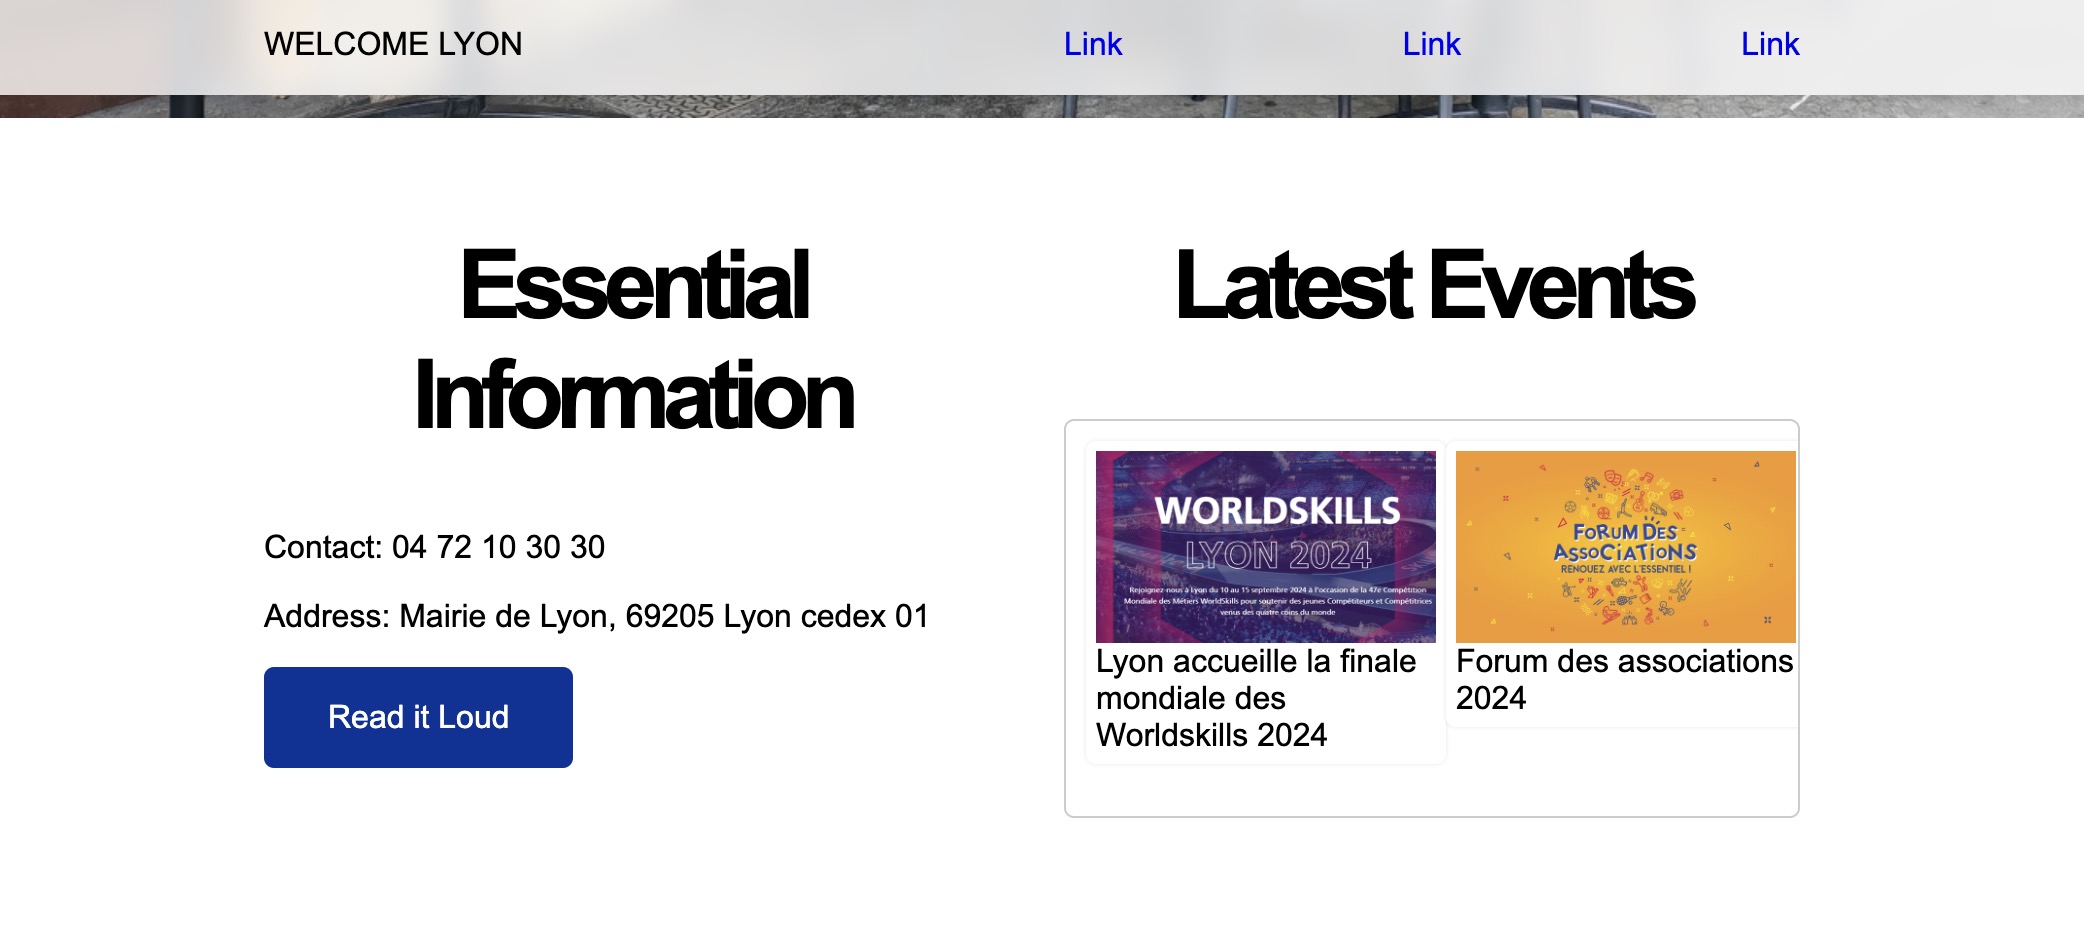 WELCOME LYON
Link
Link
Link
Essential
Information
Contact: 04 72 10 30 30
Address: Mairie de Lyon, 69205 Lyon cedex 01
Read it Loud
Latest Events
WORLDSKILLS
LYON 2024
Rejoignez-nous à Lyon du 10 au 15 septembre 2024 à l'occasion de la 47e Compétition
Mondiale des Métiers WorldSkills pour soutenir des jeunes Compétiteurs et Compétitrices
venus des quatre coins du monde
Lyon accueille la finale
mondiale des
Worldskills 2024
FORUM DES
ASSOCIATIONS
RENOUEZ AVEC L'ESSENTIEL !
Forum des associations
2024